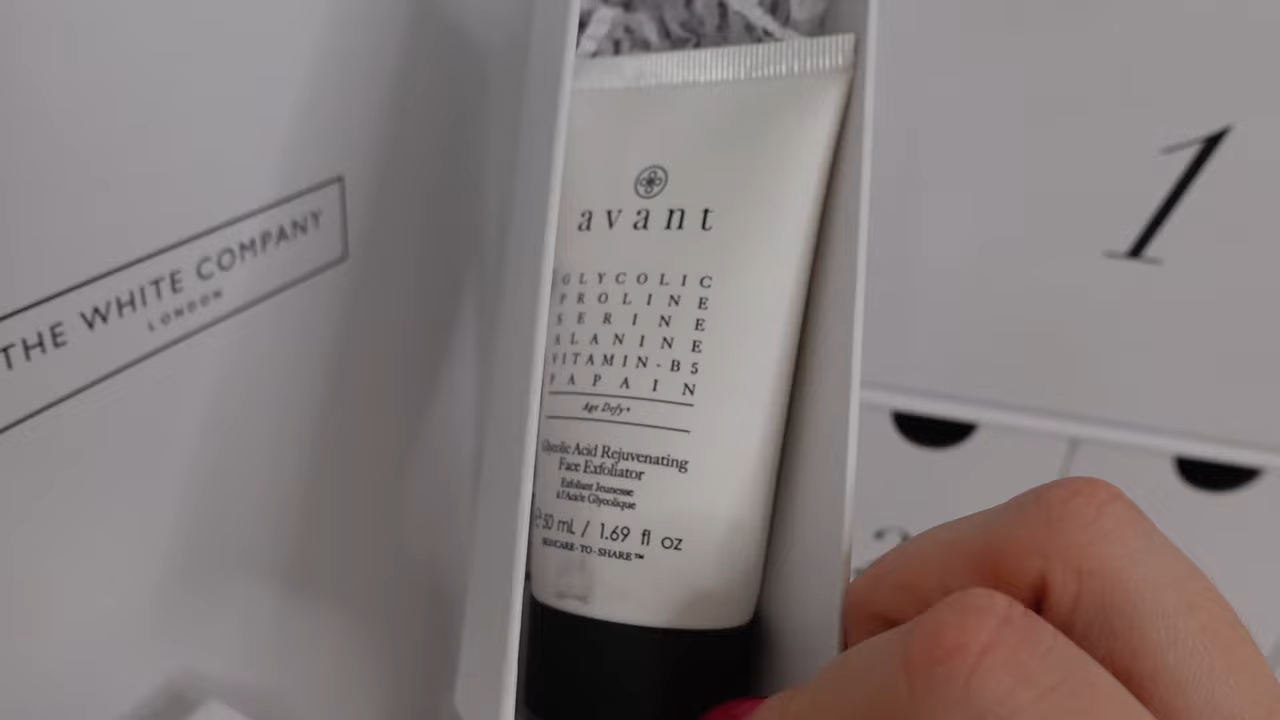 THE WHITE COMPANY
LONDON
avant
GLYCOLIC
PROLINE
SERINE
ALANINE
VITAMIN-B5
PAPAIN
Age Defy+
Glycolic Acid Rejuvenating
Face Exfoliator
Exfoliant Jeunesse
à l'Acide Glycolique
50 mL / 1.69 fl oz
SKINCARE-TO-SHARE™
1